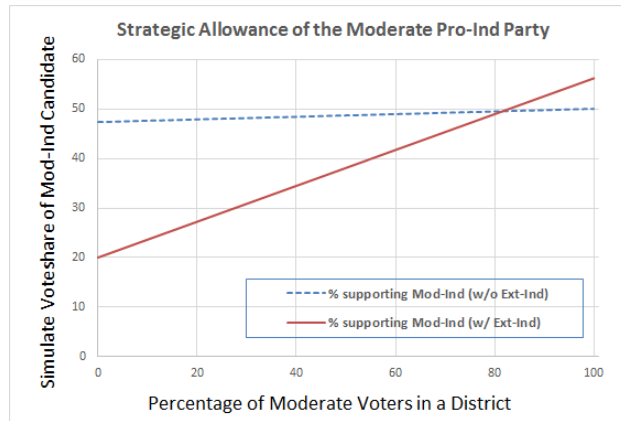 Strategic Allowance of the Moderate Pro-Ind Party
Simulate Voteshare of Mod-Ind Candidate
60
50
40
30
20
10
0
% supporting Mod-Ind (w/o Ext-Ind)
% supporting Mod-Ind (w/ Ext-Ind)
0 20 40 60 80 100
Percentage of Moderate Voters in a District